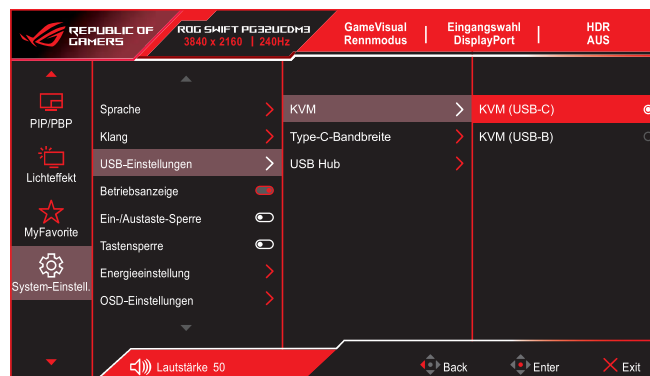 REPUBLIC OF
GAMERS
ROG SWIFT PG32UCDM3
3840 x 2160 | 240Hz
GameVisual
Rennmodus
Eingangswahl
DisplayPort
HDR
AUS
PIP/PBP
Lichteffekt
MyFavorite
System-Einstell.
Sprache
Klang
USB-Einstellungen
Betriebsanzeige
Ein-/Austaste-Sperre
Tastensperre
Energieeinstellung
OSD-Einstellungen
KVM
Type-C-Bandbreite
USB Hub
KVM (USB-C)
KVM (USB-B)
Lautstärke 50
Back
Enter
Exit